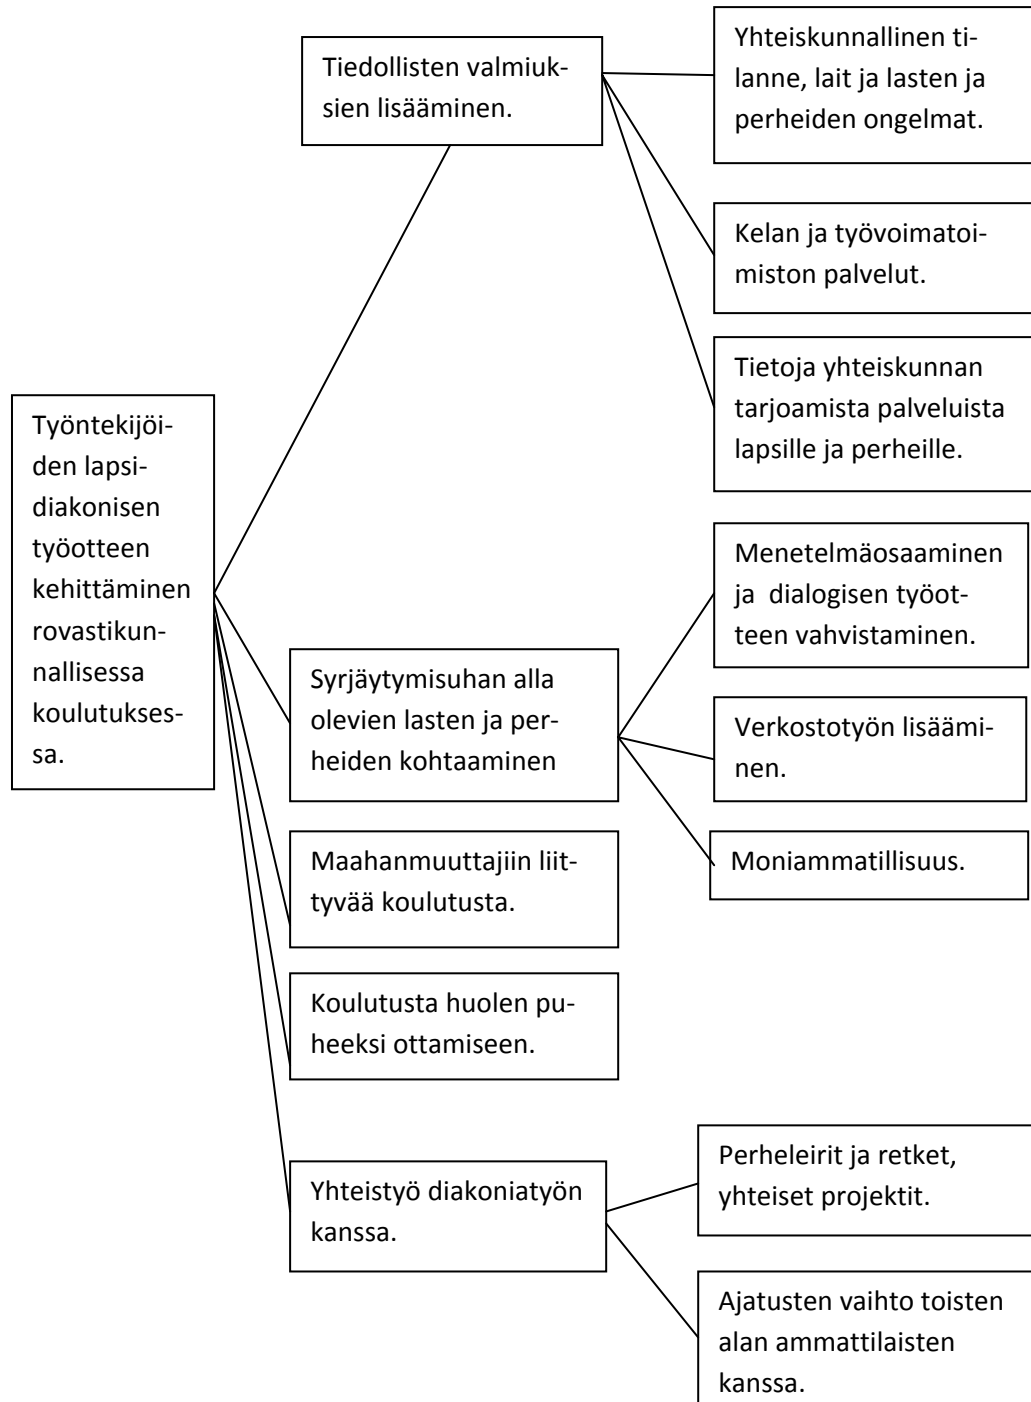 Tiedollisten valmiuk-
sien lisääminen.
Yhteiskunnallinen ti-
lanne, lait ja lasten ja
perheiden ongelmat.
Kelan ja työvoimatoi-
miston palvelut.
Tietoja yhteiskunnan
tarjoamista palveluista
lapsille ja perheille.
Työntekijöi-
den lapsi-
diakonisen
työotteen
kehittäminen
rovastikun-
nallisessa
koulutukses-
sa.
Syrjäytymisuhan alla
olevien lasten ja per-
heiden kohtaaminen
Menetelmäosaaminen
ja dialogisen työot-
teen vahvistaminen.
Verkostotyön lisäämi-
nen.
Moniammatillisuus.
Maahanmuuttajiin liit-
tyvää koulutusta.
Koulutusta huolen pu-
heeksi ottamiseen.
Yhteistyö diakoniatyön
kanssa.
Perheleirit ja retket,
yhteiset projektit.
Ajatusten vaihto toisten
alan ammattilaisten
kanssa.